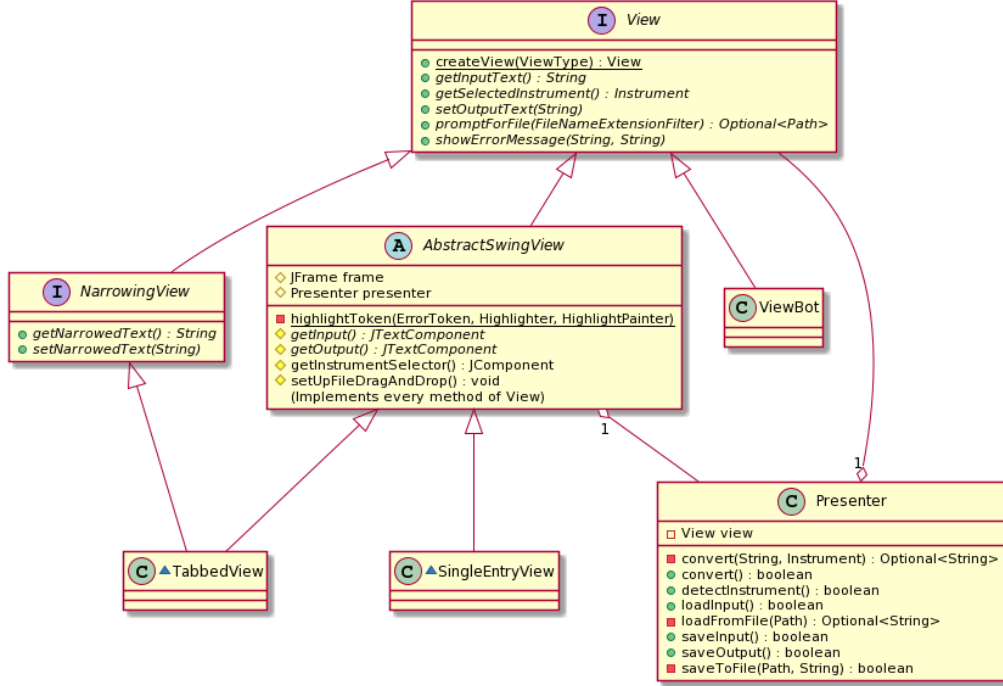 I View
createView(ViewType) : View
getInputText() : String
getSelectedInstrument() : Instrument
setOutputText(String)
promptForFile(FileNameExtensionFilter) : Optional<Path>
showErrorMessage(String, String)
A AbstractSwingView
JFrame frame
Presenter presenter
highlightToken(ErrorToken, Highlighter, HighlightPainter)
getInput() : JTextComponent
getOutput() : JTextComponent
getInstrumentSelector() : JComponent
setUpFileDragAndDrop() : void
(Implements every method of View)
I NarrowingView
getNarrowedText() : String
setNarrowedText(String)
C ViewBot
1
1
C TabbedView
C SingleEntryView
C Presenter
View view
convert(String, Instrument) : Optional<String>
convert() : boolean
detectInstrument() : boolean
loadInput() : boolean
loadFromFile(Path) : Optional<String>
saveInput() : boolean
saveOutput() : boolean
saveToFile(Path, String) : boolean